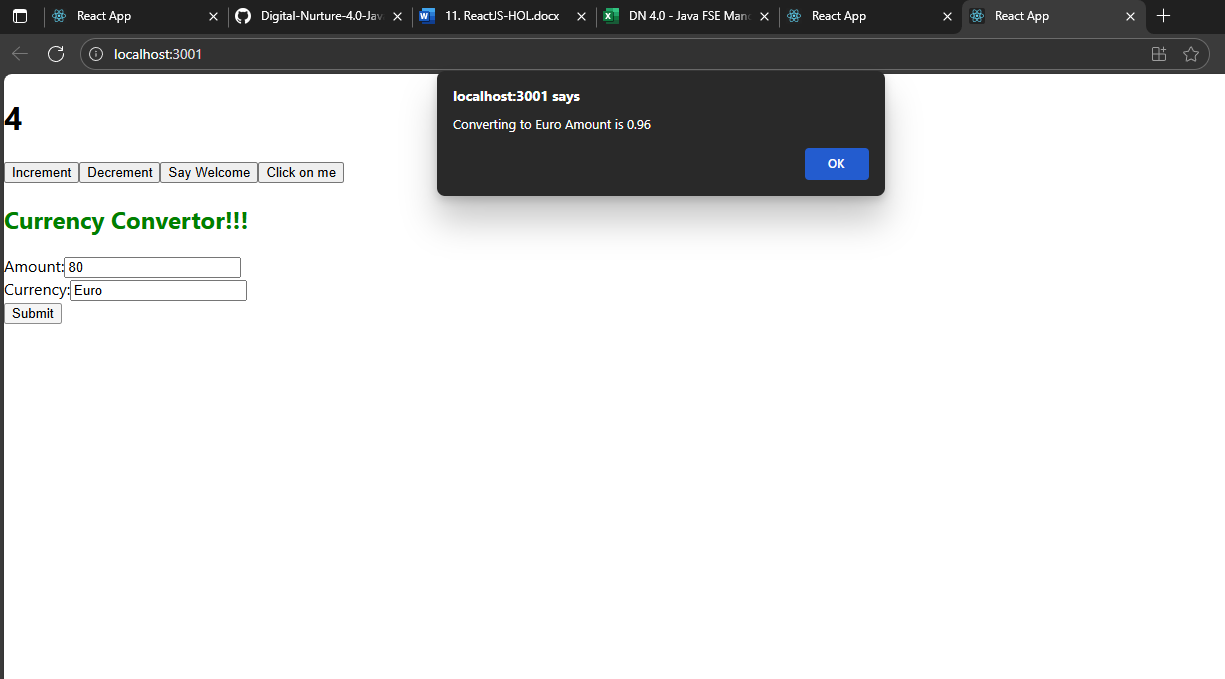 React App
Digital-Nurture-4.0-Jav
11. ReactJS-HOL.docx
DN 4.0 - Java FSE Man
React App
React App
localhost:3001
localhost:3001 says
Converting to Euro Amount is 0.96
OK
4
Increment Decrement Say Welcome Click on me
Currency Convertor!!!
Amount: 80
Currency: Euro
Submit